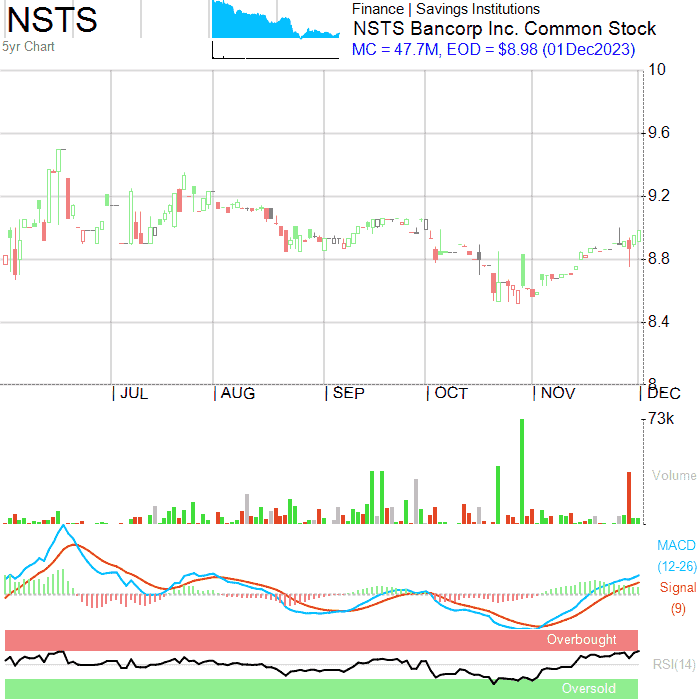 NSTS
5yr Chart
Finance | Savings Institutions
NSTS Bancorp Inc. Common Stock
MC = 47.7M, EOD = $8.98 (01Dec2023)
10
9.6
9.2
8.8
8.4
8
JUL
AUG
SEP
OCT
NOV
DEC
73k
Volume
MACD
(12-26)
Signal
(9)
Overbought
RSI(14)
Oversold